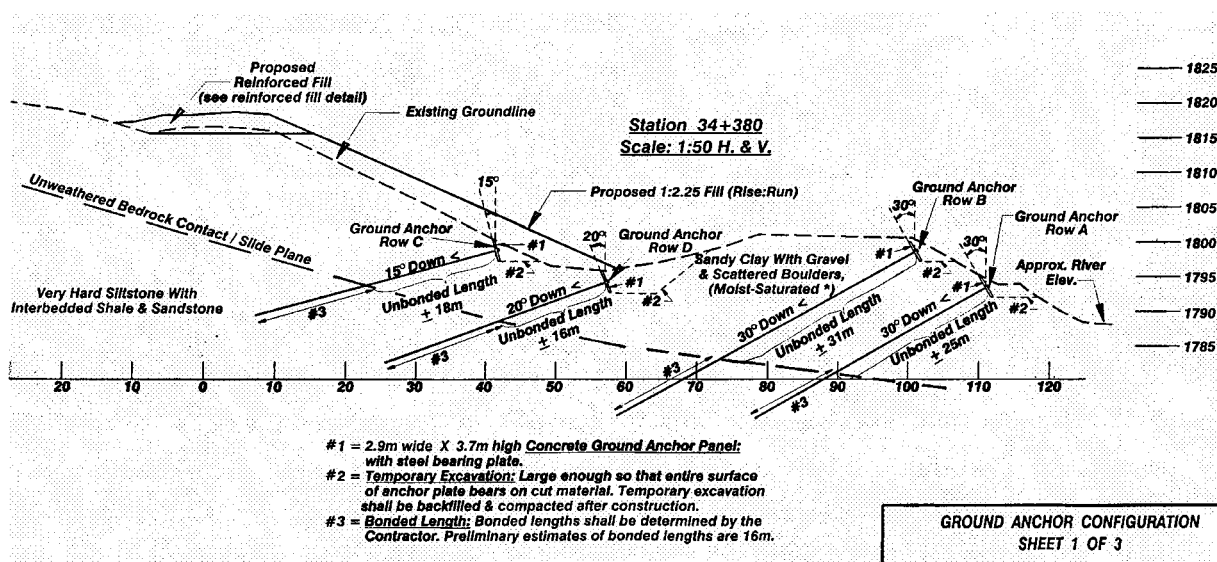 Proposed
Reinforced Fill
(see reinforced fill detail)
Existing Groundline
Station 34+380
Scale: 1:50 H. & V.
1825
1820
1815
1810
1805
1800
1795
1790
1785
Unweathered Bedrock Contact / Slide Plane
15°
Proposed 1:2.25 Fill (Rise:Run)
Ground Anchor
Row C
#1
#2
15° Down <
Unbonded Length
± 18m
#3
20°
Ground Anchor
Row D
#1
#2
20° Down <
Unbonded Length
± 16m
#3
Sandy Clay With Gravel
& Scattered Boulders,
(Moist-Saturated *)
30°
Ground Anchor
Row B
#1
#2
30° Down <
Unbonded Length
± 31m
#3
30°
Ground Anchor
Row A
#1
#2
30° Down <
Unbonded Length
± 25m
#3
Approx. River
Elev.
Very Hard Siltstone With
Interbedded Shale & Sandstone
20 10 0 10 20 30 40 50 60 70 80 90 100 110 120
#1 = 2.9m wide X 3.7m high Concrete Ground Anchor Panel:
with steel bearing plate.
#2 = Temporary Excavation: Large enough so that entire surface
of anchor plate bears on cut material. Temporary excavation
shall be backfilled & compacted after construction.
#3 = Bonded Length: Bonded lengths shall be determined by the
Contractor. Preliminary estimates of bonded lengths are 16m.
GROUND ANCHOR CONFIGURATION
SHEET 1 OF 3